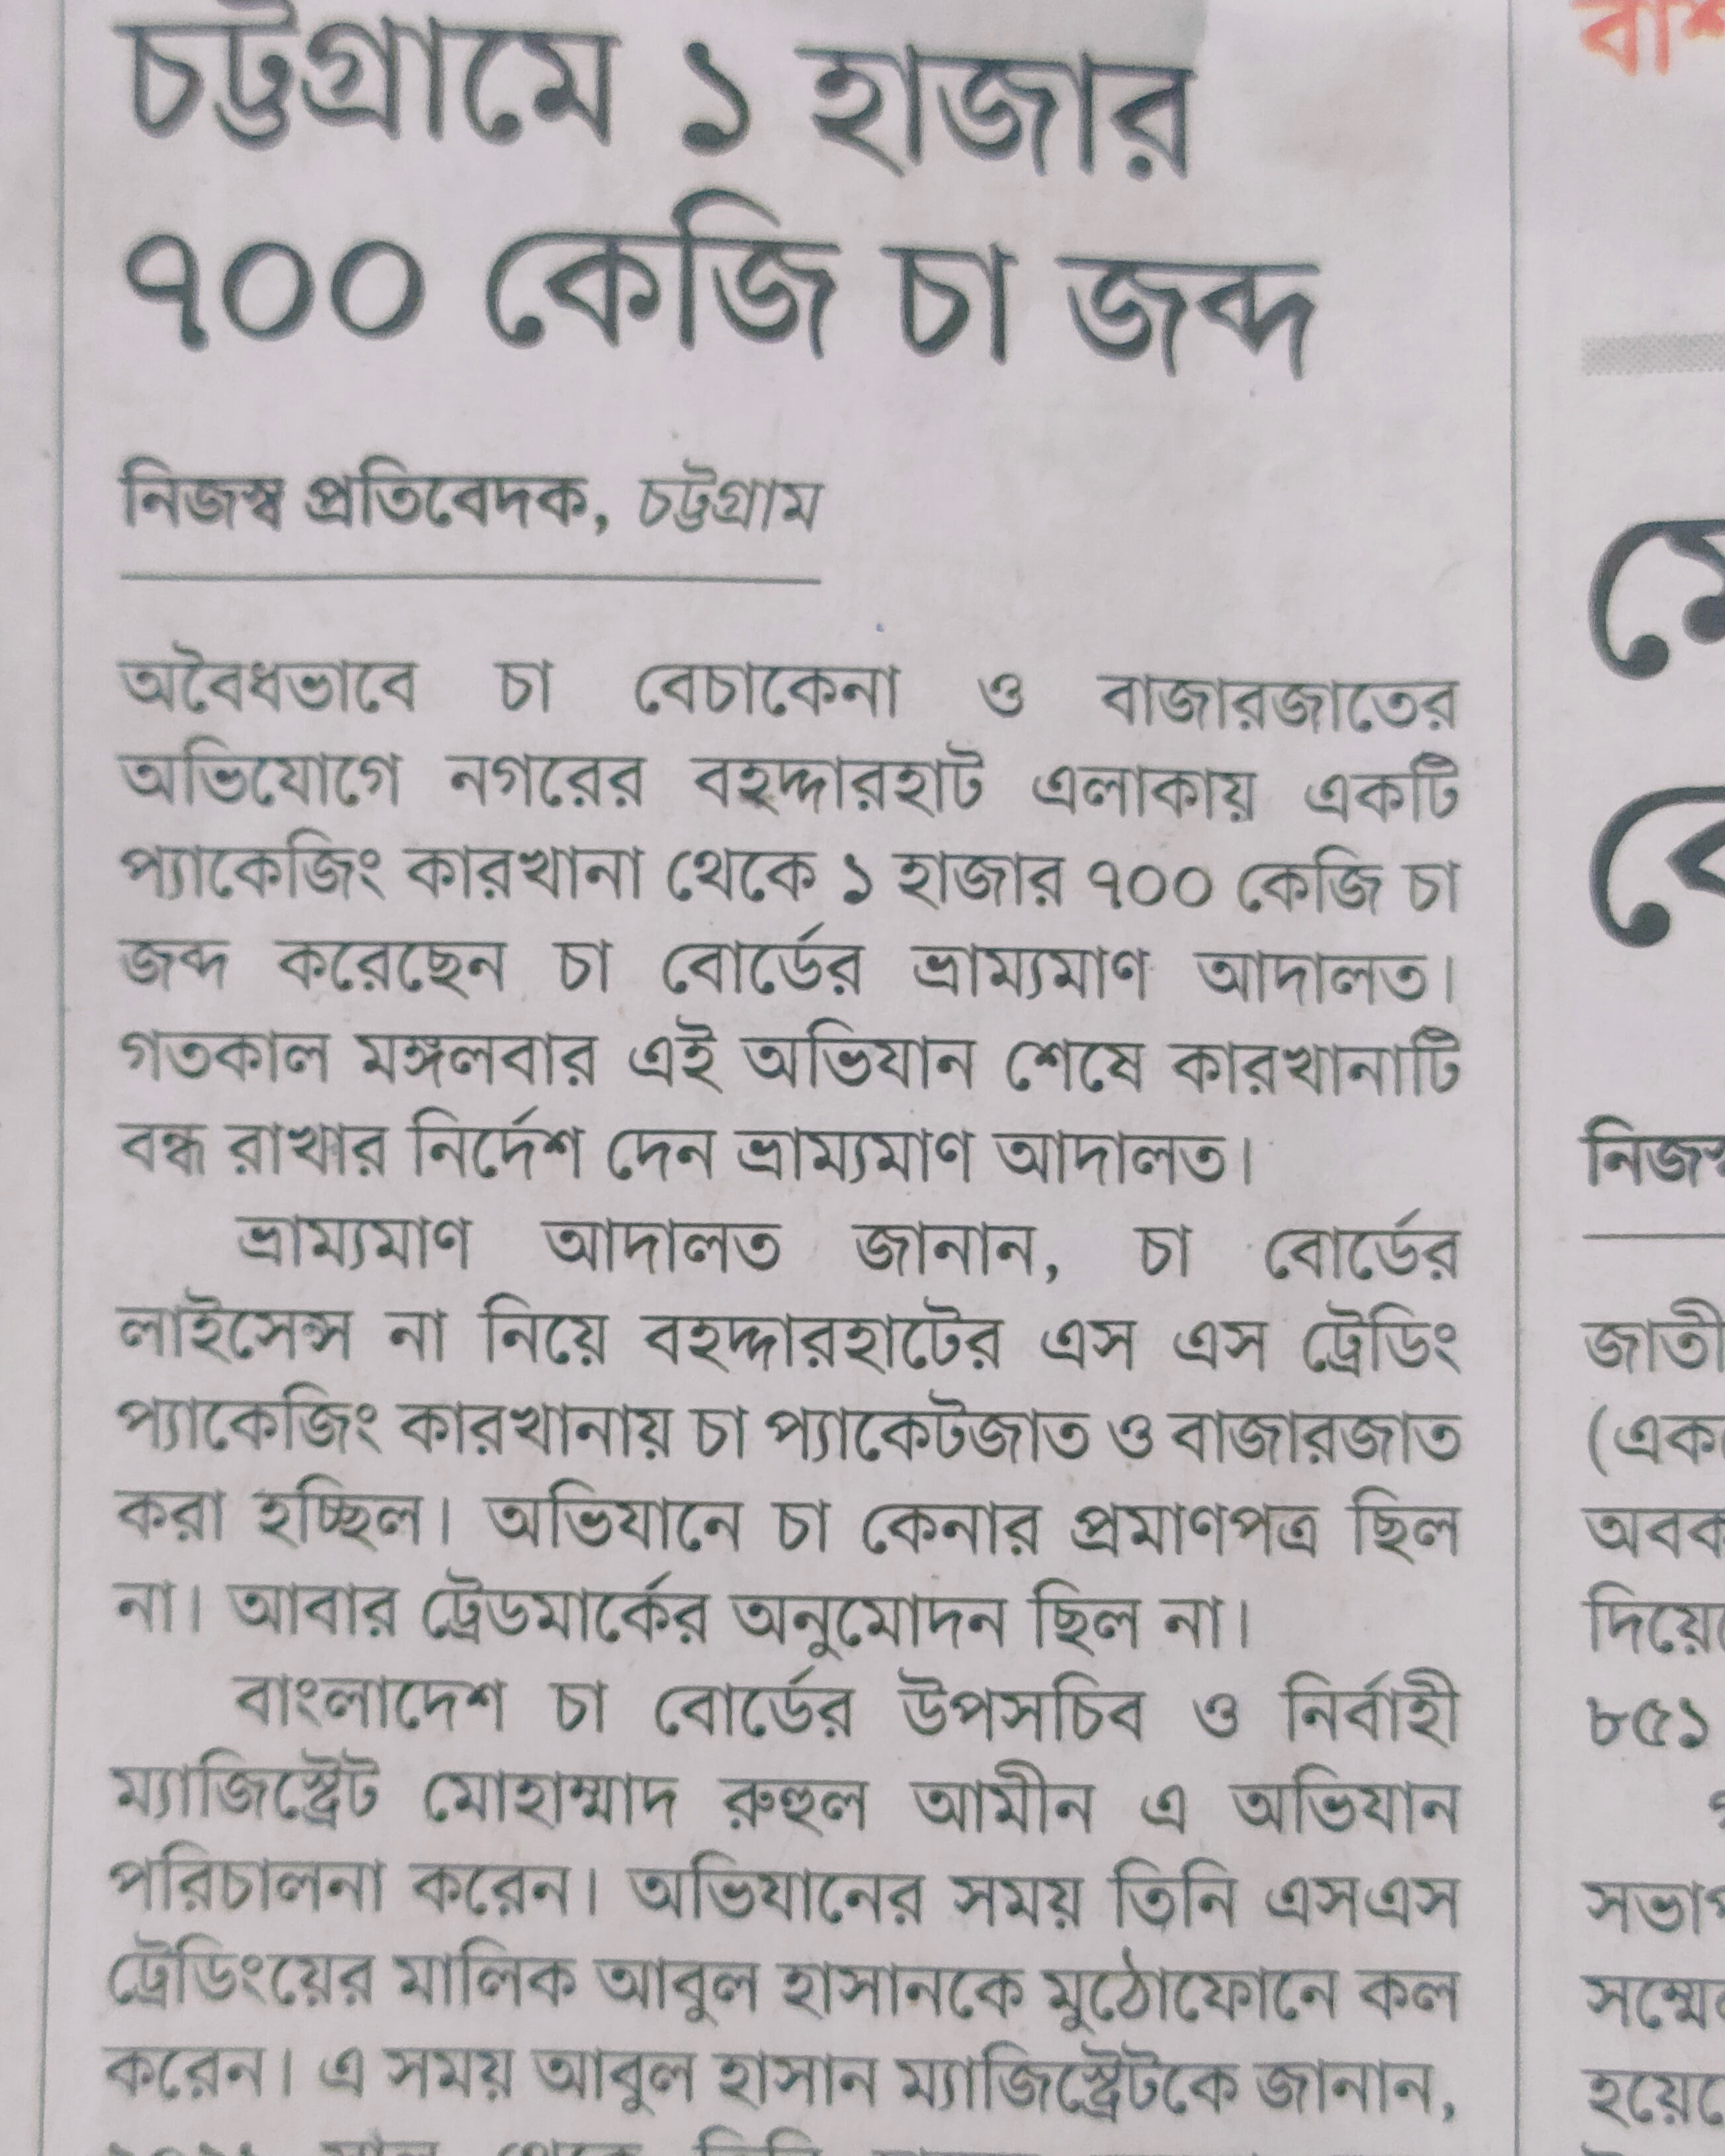 চট্টগ্রামে ১ হাজার
৭০০ কেজি চা জব্দ
নিজস্ব প্রতিবেদক, চট্টগ্রাম
অবৈধভাবে চা বেচাকেনা ও বাজারজাতের
অভিযোগে নগরের বহদ্দারহাট এলাকায় একটি
প্যাকেজিং কারখানা থেকে ১ হাজার ৭০০ কেজি চা
জব্দ করেছেন চা বোর্ডের ভ্রাম্যমাণ আদালত।
গতকাল মঙ্গলবার এই অভিযান শেষে কারখানাটি
বন্ধ রাখার নির্দেশ দেন ভ্রাম্যমাণ আদালত।
ভ্রাম্যমাণ আদালত জানান, চা বোর্ডের
লাইসেন্স না নিয়ে বহদ্দারহাটের এস এস ট্রেডিং
প্যাকেজিং কারখানায় চা প্যাকেটজাত ও বাজারজাত
করা হচ্ছিল। অভিযানে চা কেনার প্রমাণপত্র ছিল
না। আবার ট্রেডমার্কের অনুমোদন ছিল না।
বাংলাদেশ চা বোর্ডের উপসচিব ও নির্বাহী
ম্যাজিস্ট্রেট মোহাম্মাদ রুহুল আমীন এ অভিযান
পরিচালনা করেন। অভিযানের সময় তিনি এসএস
ট্রেডিংয়ের মালিক আবুল হাসানকে মুঠোফোনে কল
করেন। এ সময় আবুল হাসান ম্যাজিস্ট্রেটকে জানান,
জাতী
(এক
অবক
দিয়ে
৮৫১
সভাপ
সম্মে
হয়ে